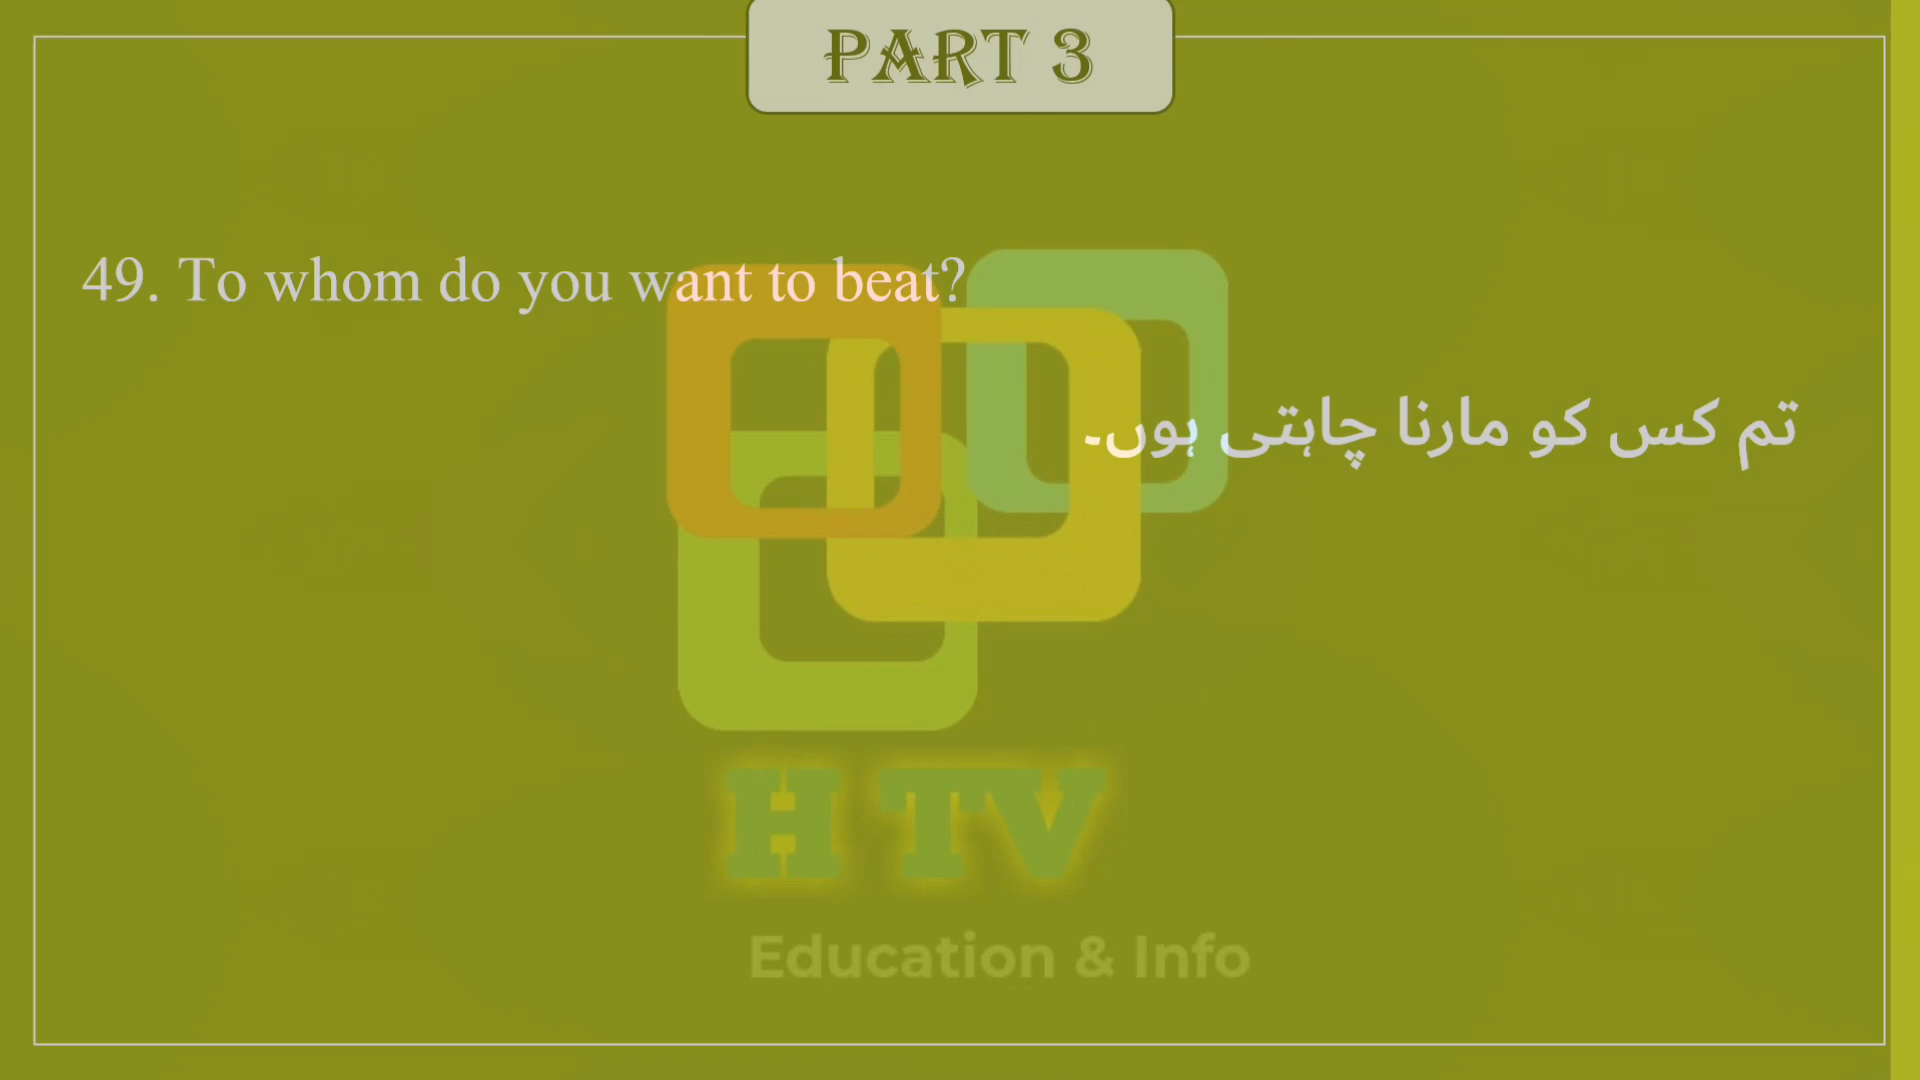 PART 3
49. To whom do you want to beat?
تم کس کو مارنا چاہتی ہوں۔
H TV
Education & Info